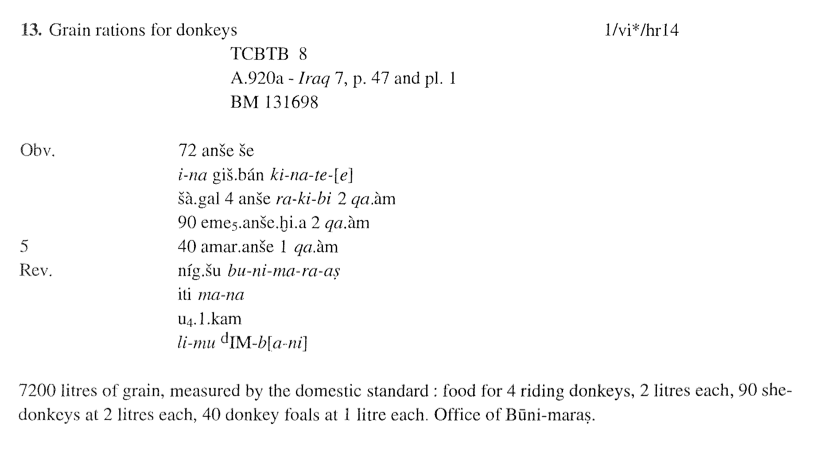 13. Grain rations for donkeys 1/vi*/hr14
TCBTB 8
A.920a - Iraq 7, p. 47 and pl. 1
BM 131698
Obv. 72 anše še
i-na giš.bán ki-na-te-[e]
šà.gal 4 anše ra-ki-bi 2 qa.àm
90 eme₅.anše.ḫi.a 2 qa.àm
5 40 amar.anše 1 qa.àm
Rev. níg.šu bu-ni-ma-ra-aṣ
iti ma-na
u₄.1.kam
li-mu ᵈIM-b[a-ni]
7200 litres of grain, measured by the domestic standard : food for 4 riding donkeys, 2 litres each, 90 she-
donkeys at 2 litres each, 40 donkey foals at 1 litre each. Office of Būni-maraṣ.